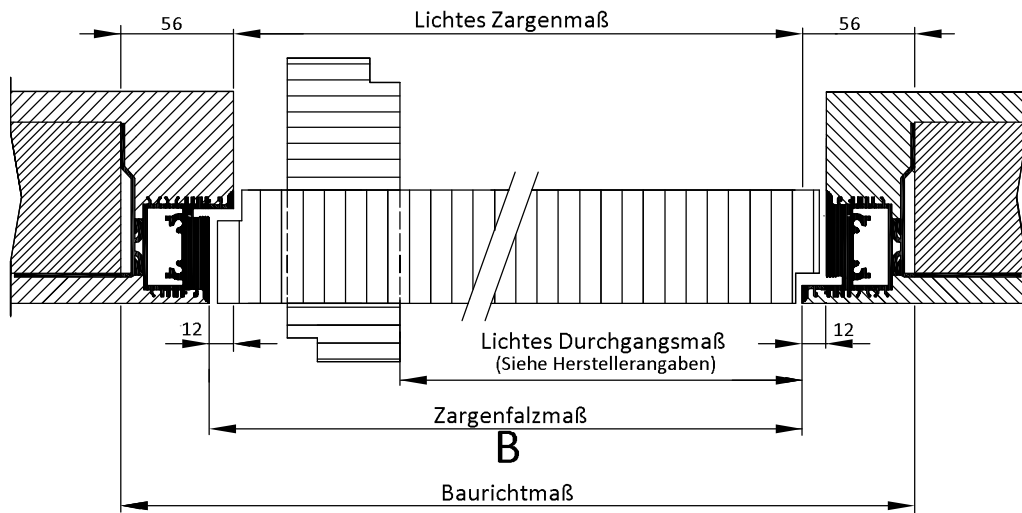 Lichtes Zargenmaß
56
56
12
12
Lichtes Durchgangsmaß
(Siehe Herstellerangaben)
Zargenfalzmaß
B
Baurichtmaß